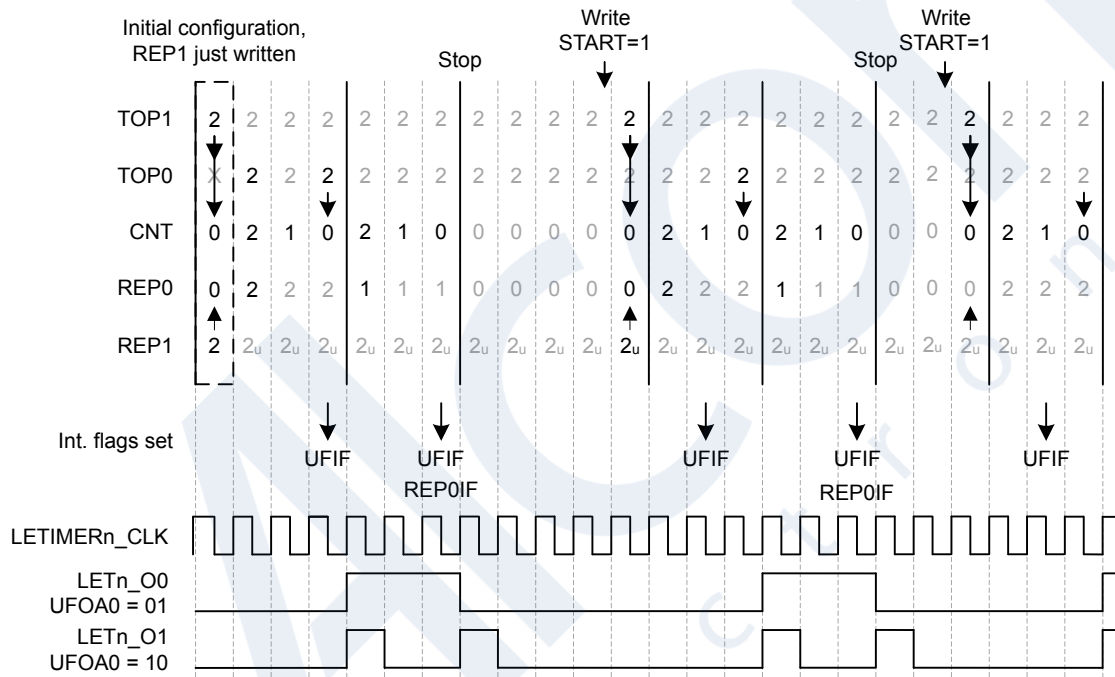 Initial configuration,
REP1 just written
Stop
Write
START=1
Stop
Write
START=1
TOP1 2 2 2 2 2 2 2 2 2 2 2 2 2 2 2 2 2 2 2 2 2 2 2 2
TOP0 X 2 2 2 2 2 2 2 2 2 2 2 2 2 2 2 2 2 2 2 2 2 2 2
CNT 0 2 1 0 2 1 0 0 0 0 0 0 2 1 0 2 1 0 0 0 0 2 1 0
REP0 0 2 2 2 1 1 1 0 0 0 0 0 2 2 2 1 1 1 0 0 0 2 2 2
REP1 2 2u 2u 2u 2u 2u 2u 2u 2u 2u 2u 2u 2u 2u 2u 2u 2u 2u 2u 2u 2u 2u 2u 2u
Int. flags set
UFIF UFIF UFIF UFIF UFIF
REP0IF REP0IF
LETIMERn_CLK
LETn_O0
UFOA0 = 01
LETn_O1
UFOA0 = 10